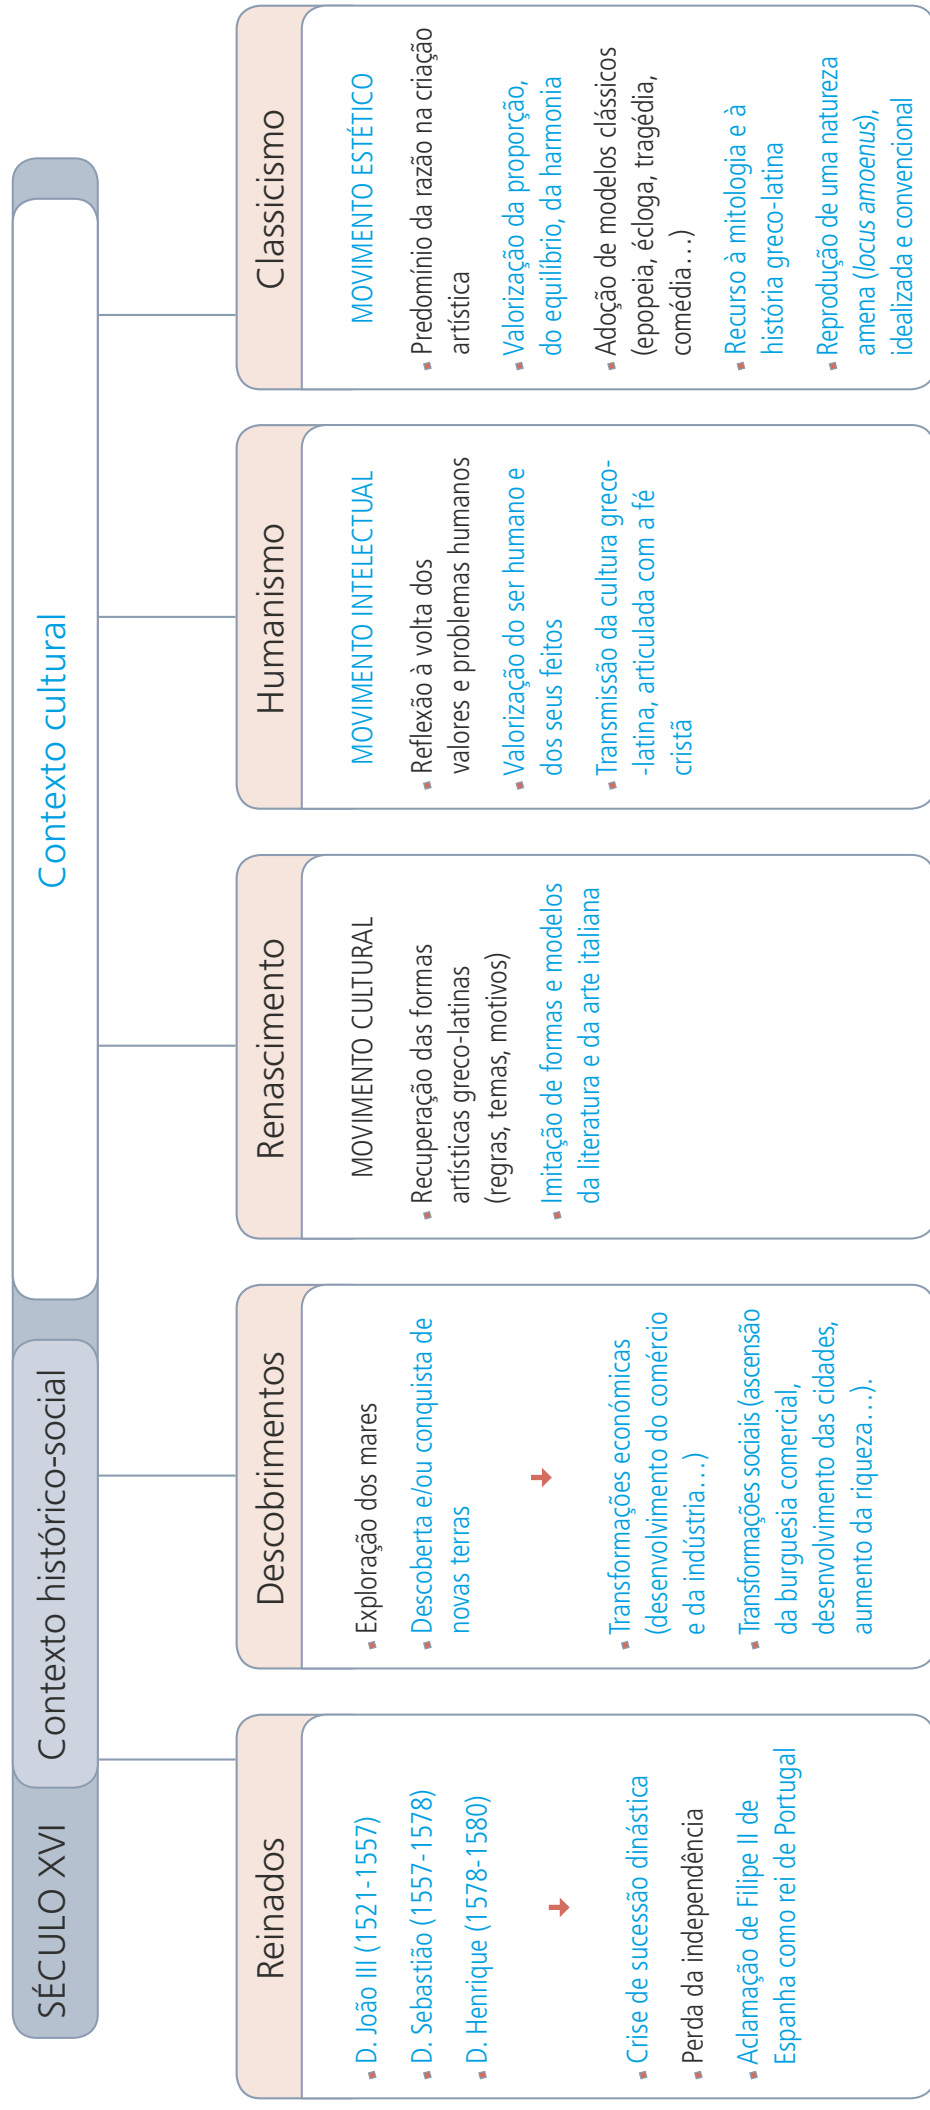 SÉCULO XVI
Contexto histórico-social
Contexto cultural
Reinados
▪ D. João III (1521-1557)
▪ D. Sebastião (1557-1578)
▪ D. Henrique (1578-1580)
▪ Crise de sucessão dinástica
▪ Perda da independência
▪ Aclamação de Filipe II de
Espanha como rei de Portugal
Descobrimentos
▪ Exploração dos mares
▪ Descoberta e/ou conquista de
novas terras
▪ Transformações económicas
(desenvolvimento do comércio
e da indústria…)
▪ Transformações sociais (ascensão
da burguesia comercial,
desenvolvimento das cidades,
aumento da riqueza…).
Renascimento
MOVIMENTO CULTURAL
▪ Recuperação das formas
artísticas greco-latinas
(regras, temas, motivos)
▪ Imitação de formas e modelos
da literatura e da arte italiana
Humanismo
MOVIMENTO INTELECTUAL
▪ Reflexão à volta dos
valores e problemas humanos
▪ Valorização do ser humano e
dos seus feitos
▪ Transmissão da cultura greco-
-latina, articulada com a fé
cristã
Classicismo
MOVIMENTO ESTÉTICO
▪ Predomínio da razão na criação
artística
▪ Valorização da proporção,
do equilíbrio, da harmonia
▪ Adoção de modelos clássicos
(epopeia, écloga, tragédia,
comédia…)
▪ Recurso à mitologia e à
história greco-latina
▪ Reprodução de uma natureza
amena (locus amoenus),
idealizada e convencional